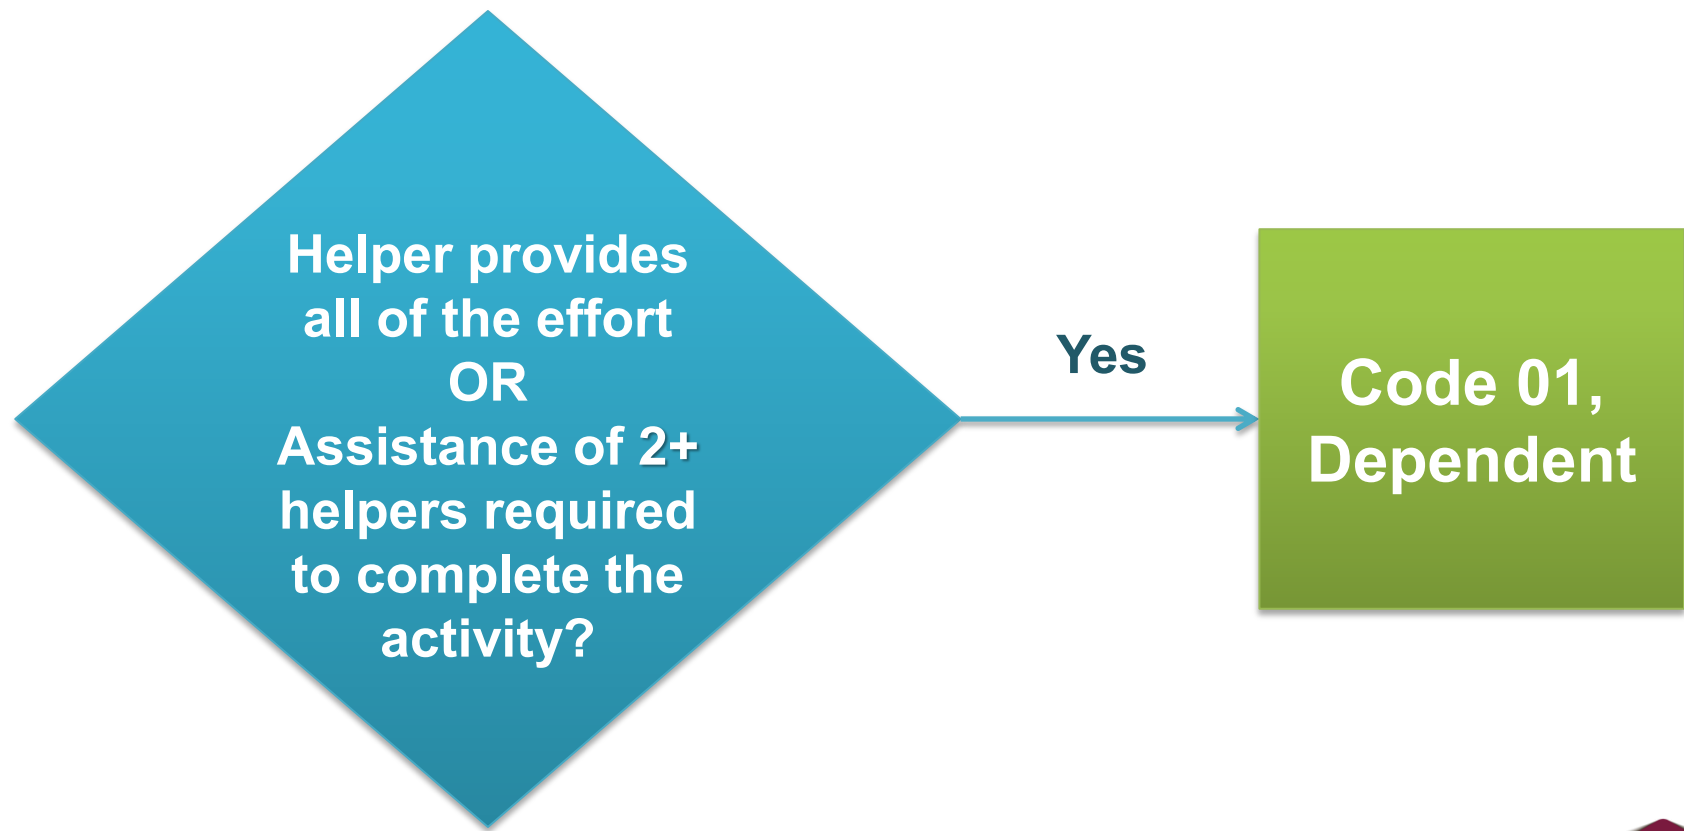 Helper provides
all of the effort
OR
Assistance of 2+
helpers required
to complete the
activity?
Yes
Code 01,
Dependent